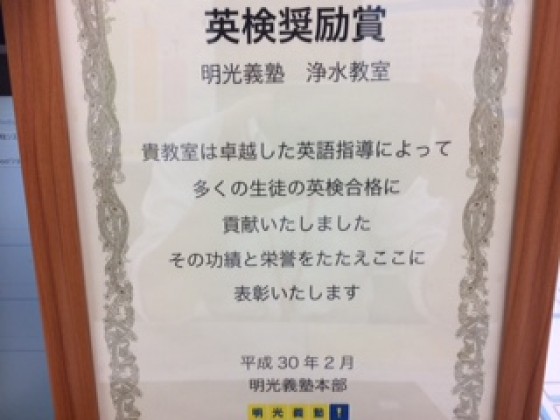 英検奨励賞
明光義塾　浄水教室
貴教室は卓越した英語指導によって
多くの生徒の英検合格に
貢献いたしました
その功績と栄誉をたたえここに
表彰いたします
平成30年2月
明光義塾本部
明光義塾!